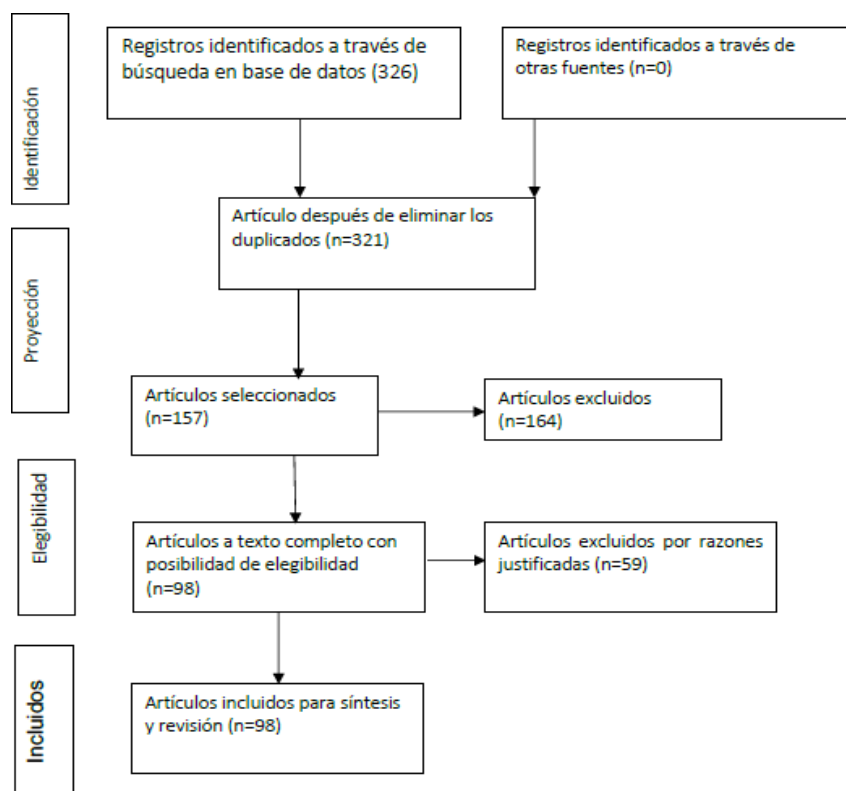 Identificación
Registros identificados a través de
búsqueda en base de datos (326)
Registros identificados a través de
otras fuentes (n=0)
Artículo después de eliminar los
duplicados (n=321)
Proyección
Artículos seleccionados
(n=157)
Artículos excluidos
(n=164)
Elegibilidad
Artículos a texto completo con
posibilidad de elegibilidad
(n=98)
Artículos excluidos por razones
justificadas (n=59)
Incluidos
Artículos incluidos para síntesis
y revisión (n=98)